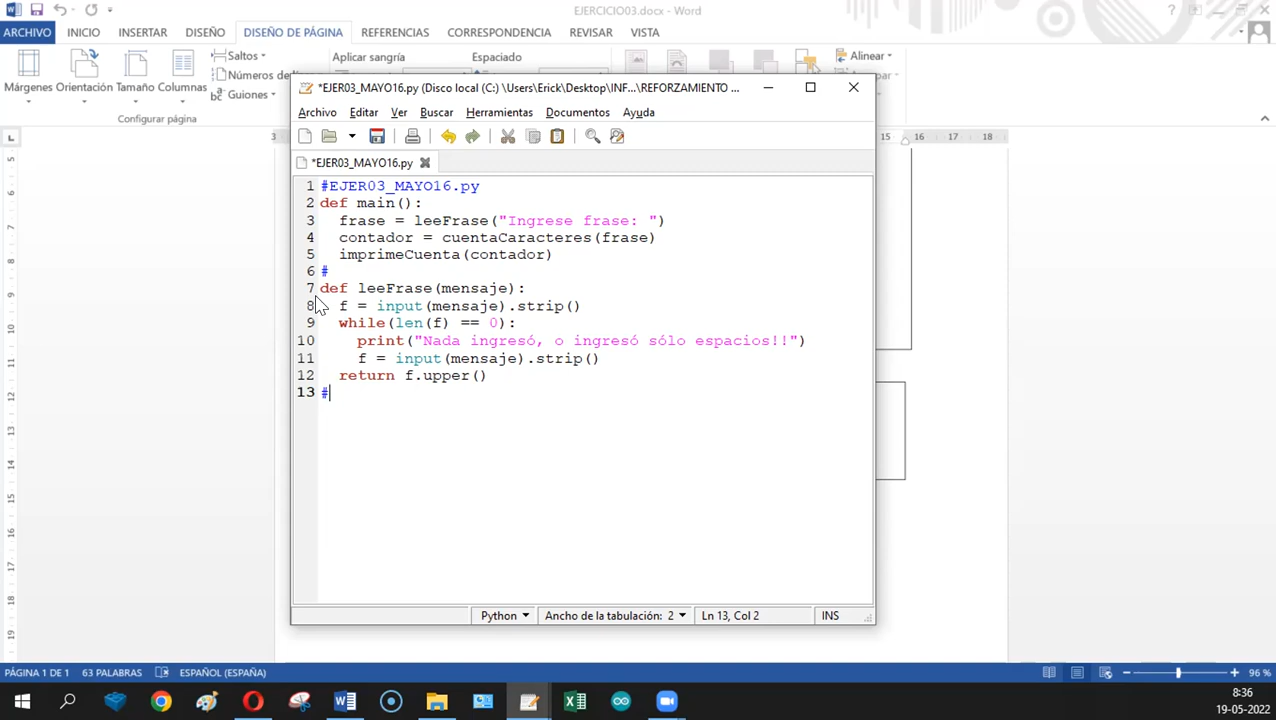 EJERCICIO03.docx - Word
ARCHIVO INICIO INSERTAR DISEÑO DISEÑO DE PÁGINA REFERENCIAS CORRESPONDENCIA REVISAR VISTA
Márgenes Orientación Tamaño Columnas
Saltos
Guiones
Configurar página
Aplicar sangría Espaciado
Alinear
*EJER03_MAYO16.py (Disco local (C:) \Users\Erick\Desktop\INF...\REFORZAMIENTO ...
Archivo Editar Ver Buscar Herramientas Documentos Ayuda
*EJER03_MAYO16.py
3 15 16 17 18
1 #EJER03_MAYO16.py
2 def main():
3 frase = leeFrase("Ingrese frase: ")
4 contador = cuentaCaracteres(frase)
5 imprimeCuenta(contador)
6 #
7 def leeFrase(mensaje):
8 f = input(mensaje).strip()
9 while(len(f) == 0):
10 print("Nada ingresó, o ingresó sólo espacios!!")
11 f = input(mensaje).strip()
12 return f.upper()
13 #
Python Ancho de la tabulación: 2 Ln 13, Col 2 INS
PÁGINA 1 DE 1 63 PALABRAS ESPAÑOL (ESPAÑA) 96 %
8:36
19-05-2022